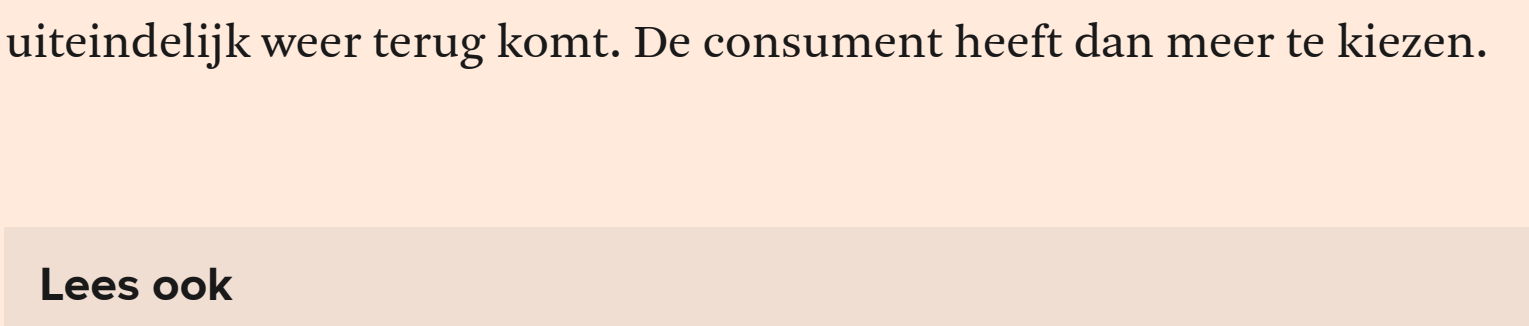 uiteindelijk weer terug komt. De consument heeft dan meer te kiezen.
Lees ook